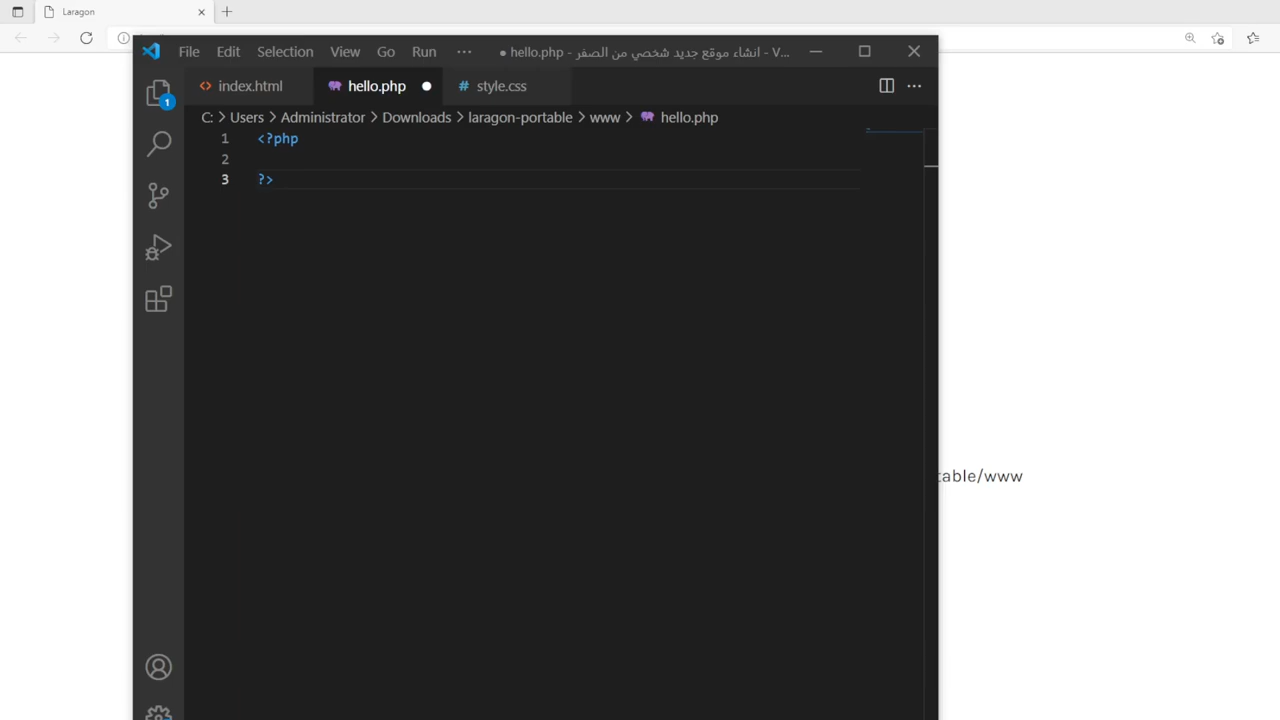 Laragon
File Edit Selection View Go Run ··· ● hello.php - انشاء موقع جديد شخصي من الصفر - V...
index.html hello.php style.css
C: > Users > Administrator > Downloads > laragon-portable > www > hello.php
1 <?php
2
3 ?>
1
table/www